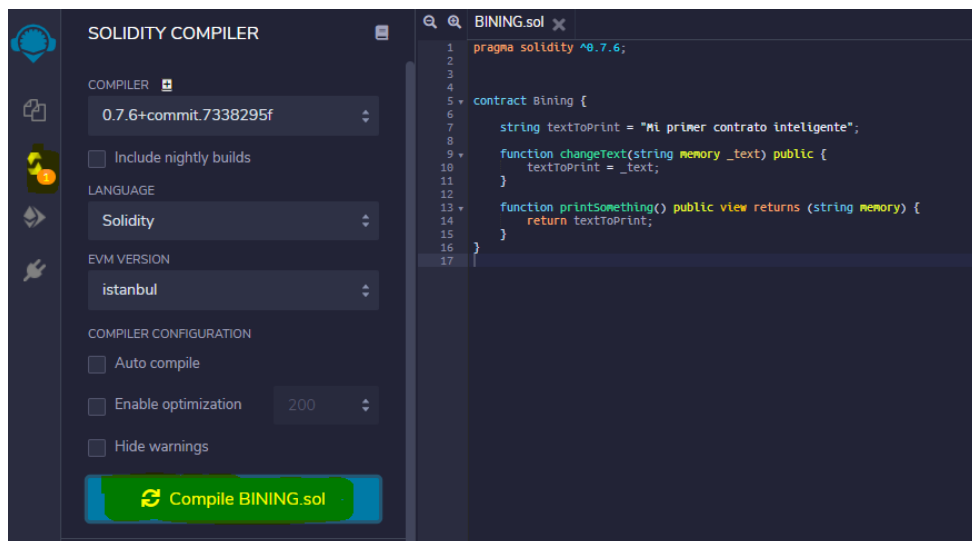 SOLIDITY COMPILER
COMPILER
0.7.6+commit.7338295f
Include nightly builds
LANGUAGE
Solidity
EVM VERSION
istanbul
COMPILER CONFIGURATION
Auto compile
Enable optimization 200
Hide warnings
Compile BINING.sol
1
BINING.sol
1 pragma solidity ^0.7.6;
2
3
4
5 contract Bining {
6
7 string textToPrint = "Mi primer contrato inteligente";
8
9 function changeText(string memory _text) public {
10 textToPrint = _text;
11 }
12
13 function printSomething() public view returns (string memory) {
14 return textToPrint;
15 }
16 }
17